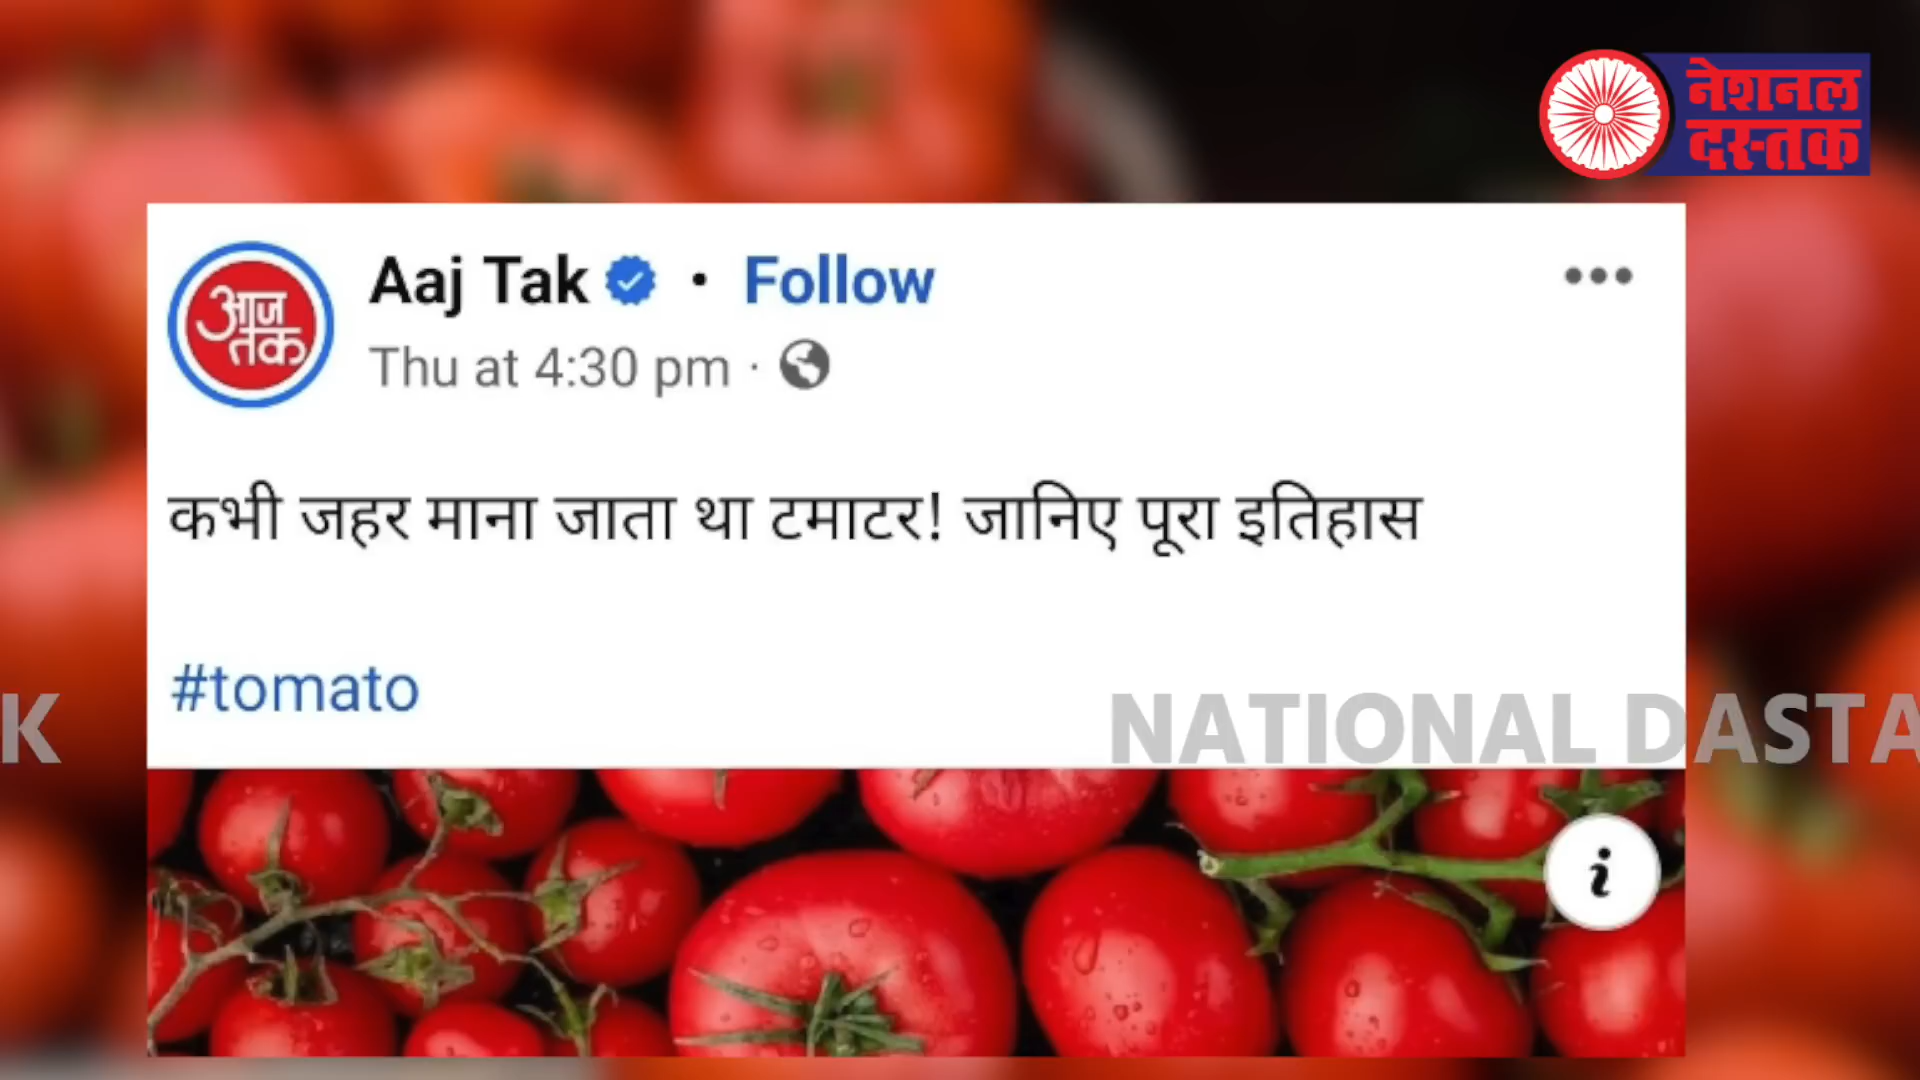 नेशनल
दस्तक
आज
तक
Aaj Tak · Follow
Thu at 4:30 pm ·
कभी जहर माना जाता था टमाटर! जानिए पूरा इतिहास
#tomato
K
NATIONAL DASTA
i